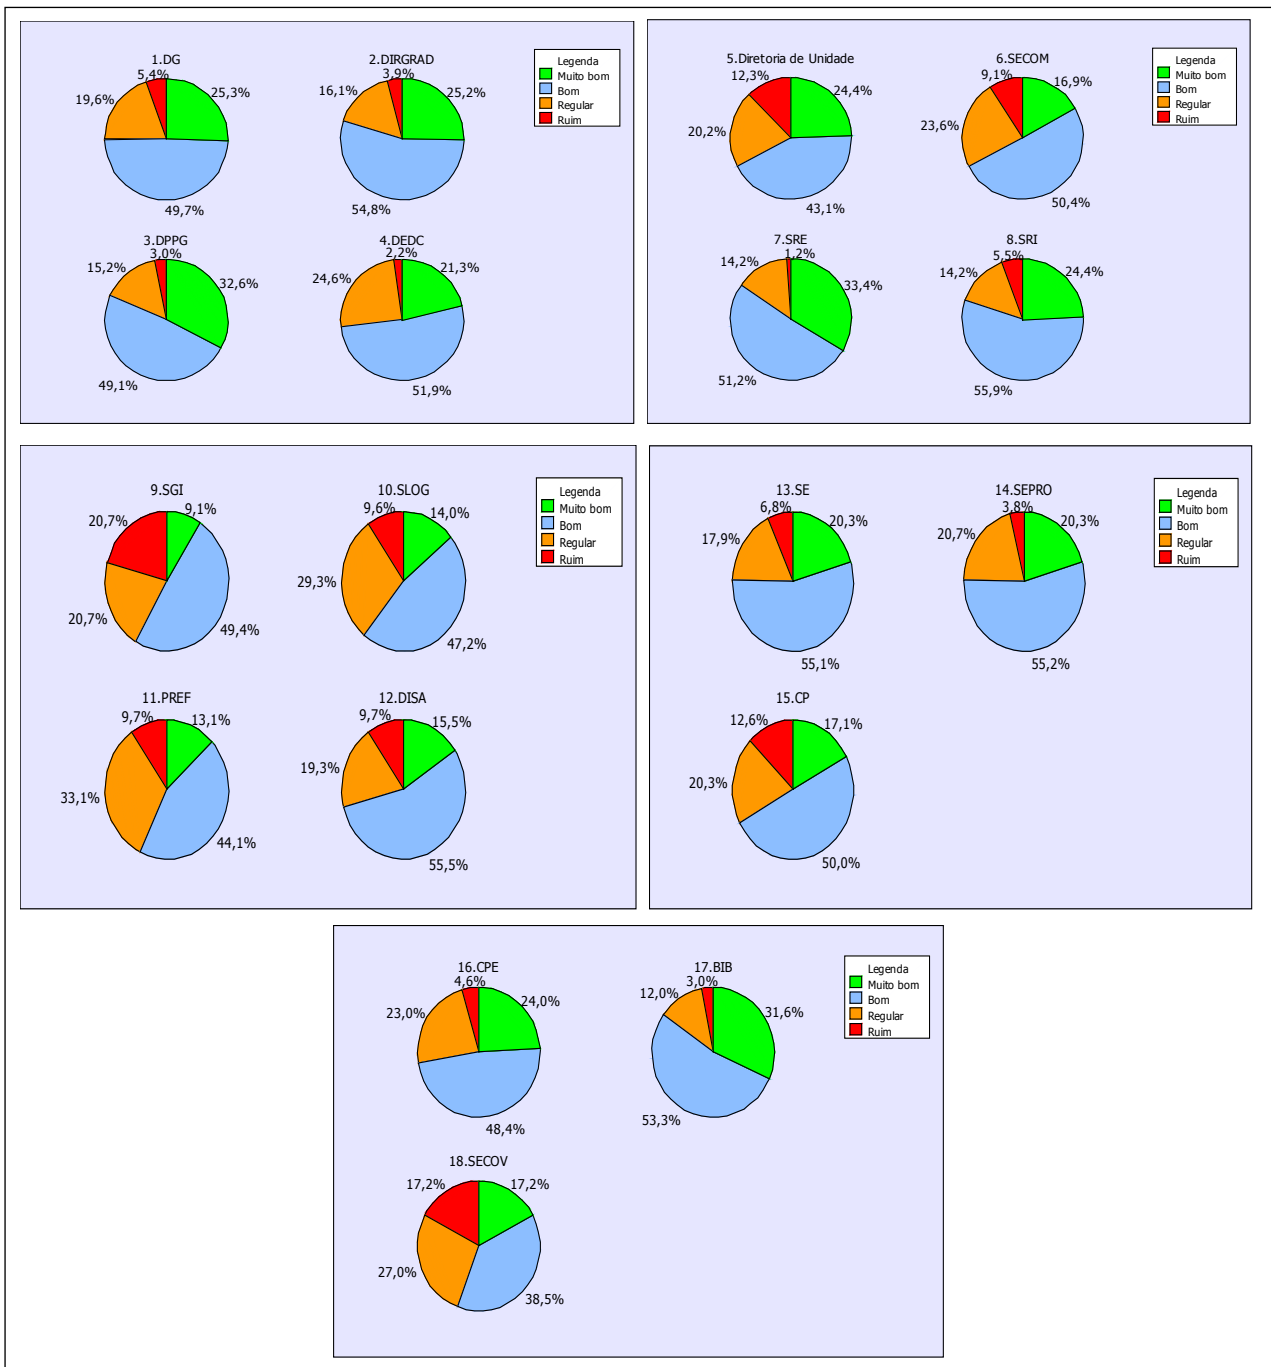 1.DG
5,4%
25,3%
19,6%
49,7%
2.DIRGRAD
3,9%
25,2%
16,1%
54,8%
Legenda
Muito bom
Bom
Regular
Ruim
3.DPPG
3,0%
15,2%
32,6%
49,1%
4.DEDC
2,2%
24,6%
21,3%
51,9%
5.Diretoria de Unidade
12,3%
24,4%
20,2%
43,1%
6.SECOM
9,1%
16,9%
23,6%
50,4%
Legenda
Muito bom
Bom
Regular
Ruim
7.SRE
1,2%
14,2%
33,4%
51,2%
8.SRI
5,5%
14,2%
24,4%
55,9%
9.SGI
9,1%
20,7%
20,7%
49,4%
10.SLOG
9,6%
14,0%
29,3%
47,2%
Legenda
Muito bom
Bom
Regular
Ruim
11.PREF
9,7%
13,1%
33,1%
44,1%
12.DISA
9,7%
15,5%
19,3%
55,5%
13.SE
6,8%
20,3%
17,9%
55,1%
14.SEPRO
3,8%
20,3%
20,7%
55,2%
Legenda
Muito bom
Bom
Regular
Ruim
15.CP
12,6%
17,1%
20,3%
50,0%
16.CPE
4,6%
24,0%
23,0%
48,4%
17.BIB
3,0%
12,0%
31,6%
53,3%
Legenda
Muito bom
Bom
Regular
Ruim
18.SECOV
17,2%
17,2%
27,0%
38,5%